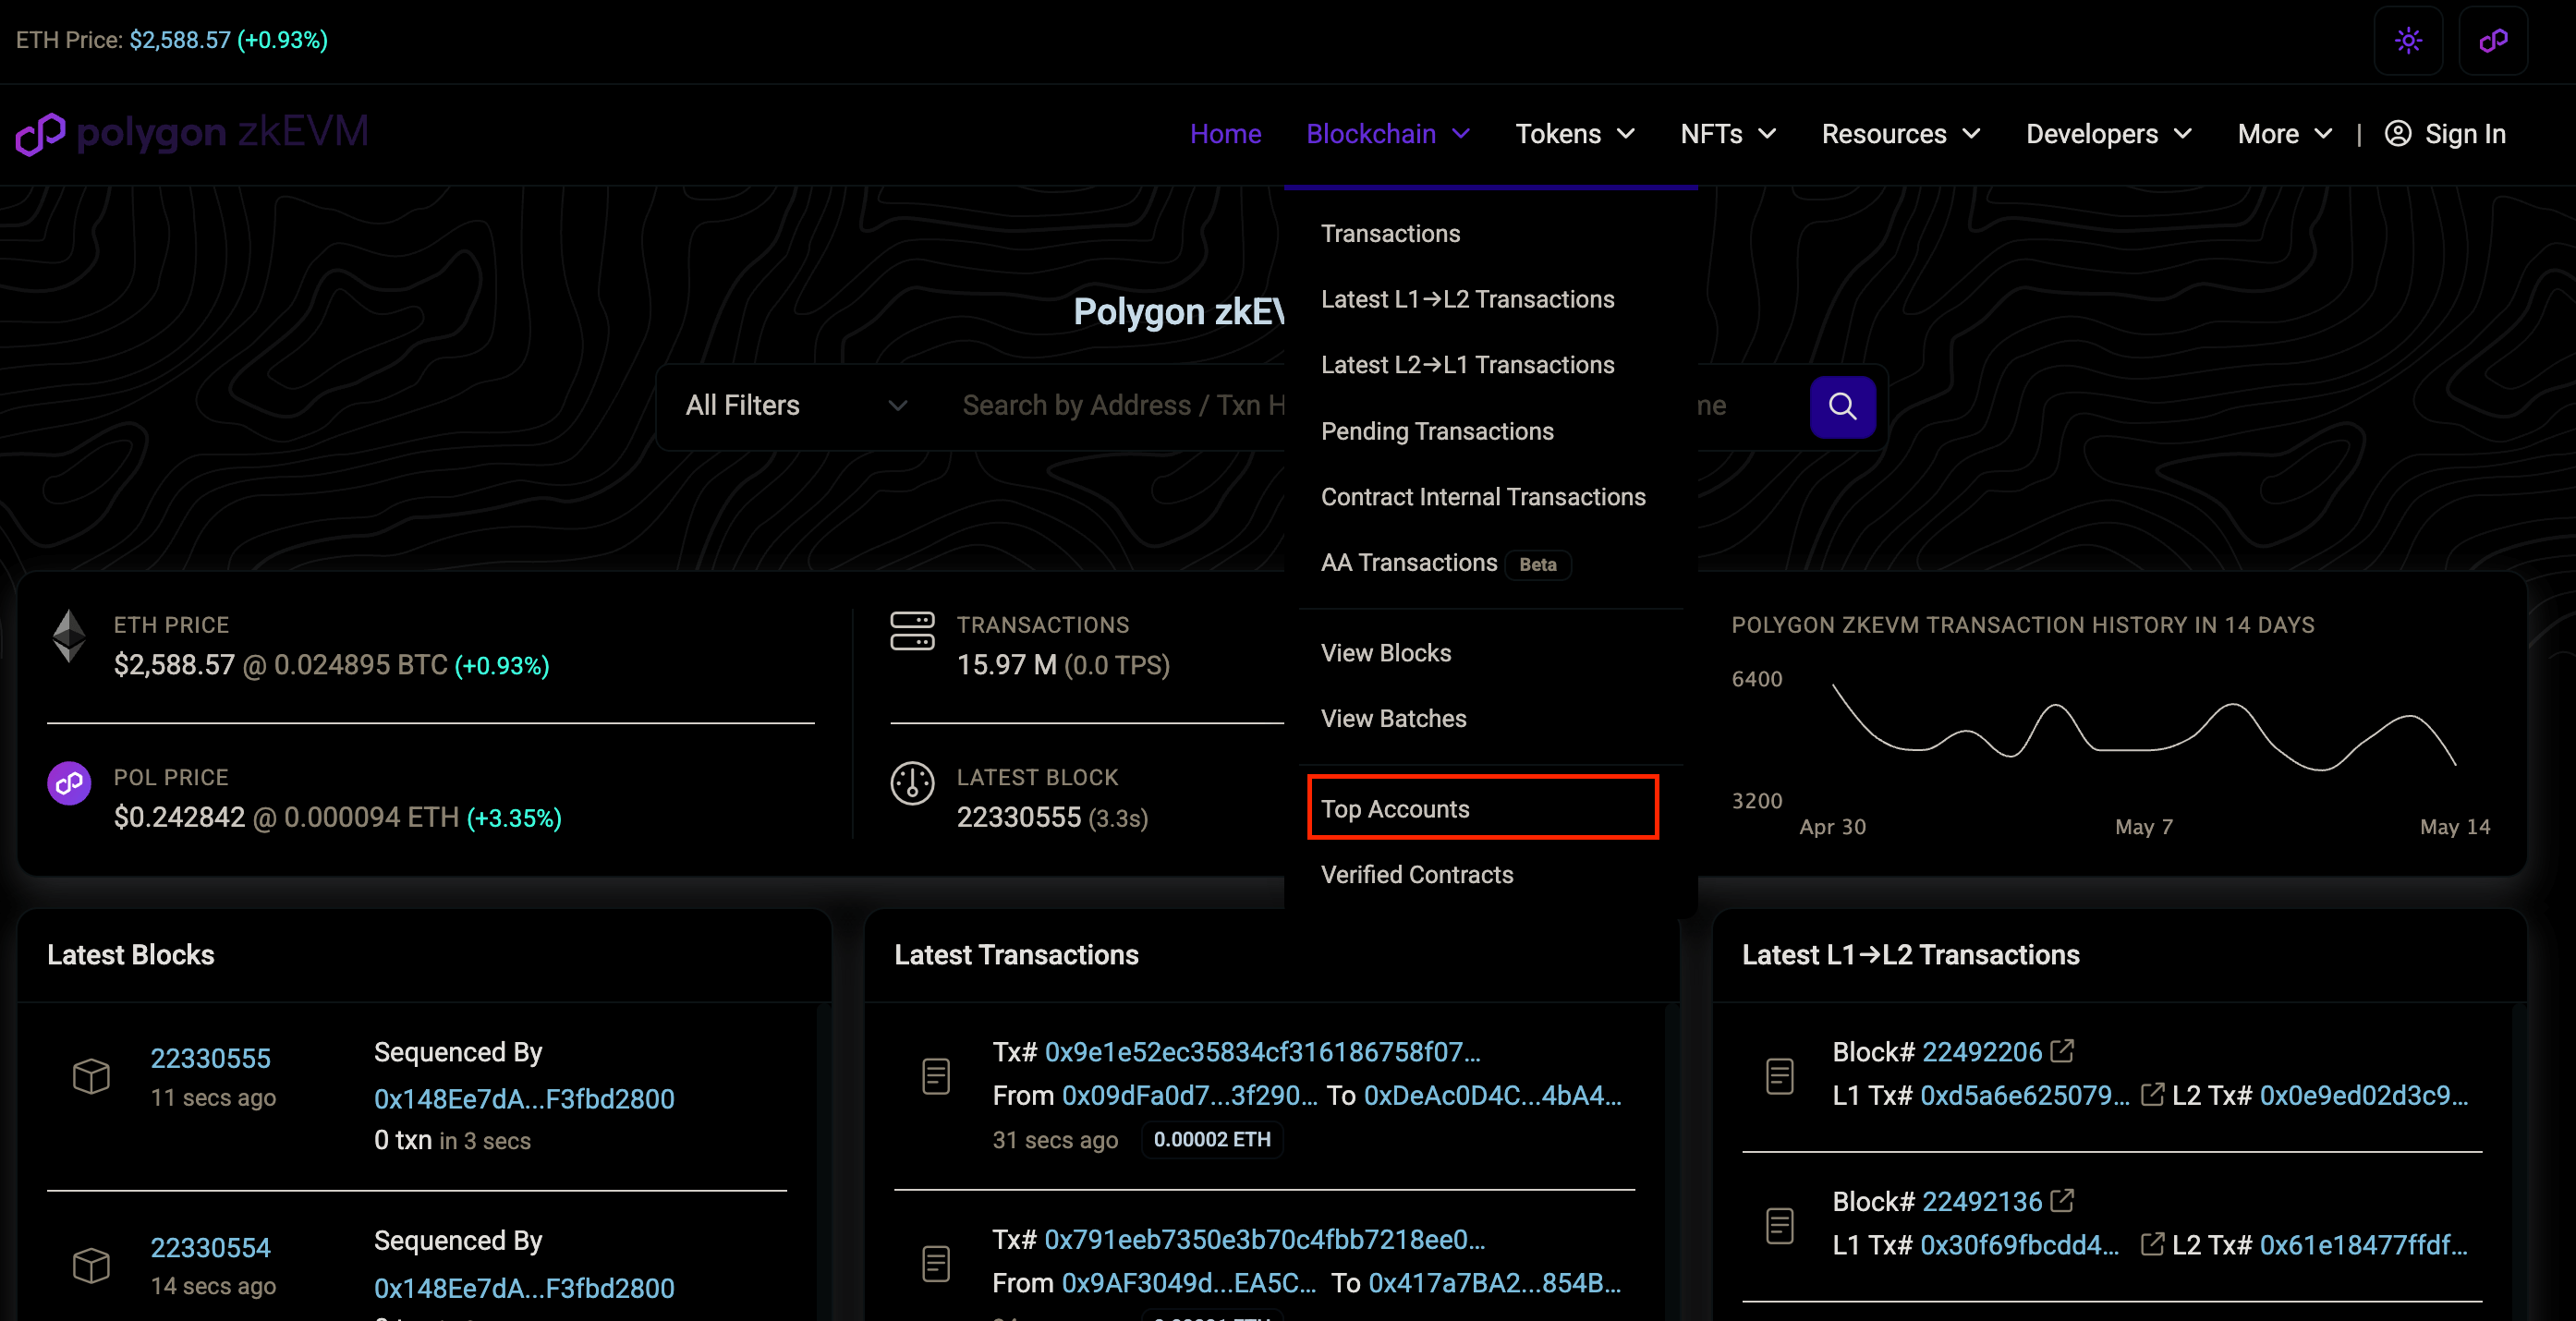 ETH Price: $2,588.57 (+0.93%)
polygon zkEVM
Home Blockchain Tokens NFTs Resources Developers More | Sign In
Transactions
Latest L1→L2 Transactions
Latest L2→L1 Transactions
Pending Transactions
Contract Internal Transactions
AA Transactions Beta
View Blocks
View Batches
Top Accounts
Verified Contracts
Polygon
All Filters
Search by Address / Txn
ETH PRICE
$2,588.57 @ 0.024895 BTC (+0.93%)
POL PRICE
$0.242842 @ 0.000094 ETH (+3.35%)
TRANSACTIONS
15.97 M (0.0 TPS)
LATEST BLOCK
22330555 (3.3s)
POLYGON ZKEVM TRANSACTION HISTORY IN 14 DAYS
6400
3200
Apr 30 May 7 May 14
Latest Blocks
22330555
11 secs ago
Sequenced By
0x148Ee7dA...F3fbd2800
0 txn in 3 secs
22330554
14 secs ago
Sequenced By
0x148Ee7dA...F3fbd2800
Latest Transactions
Tx# 0x9e1e52ec35834cf316186758f07...
From 0x09dFa0d7...3f290... To 0xDeAc0D4C...4bA4...
31 secs ago 0.00002 ETH
Tx# 0x791eeb7350e3b70c4fbb7218ee0...
From 0x9AF3049d...EA5C... To 0x417a7BA2...854B...
Latest L1→L2 Transactions
Block# 22492206
L1 Tx# 0xd5a6e625079... L2 Tx# 0x0e9ed02d3c9...
Block# 22492136
L1 Tx# 0x30f69fbcdd4... L2 Tx# 0x61e18477ffdf...